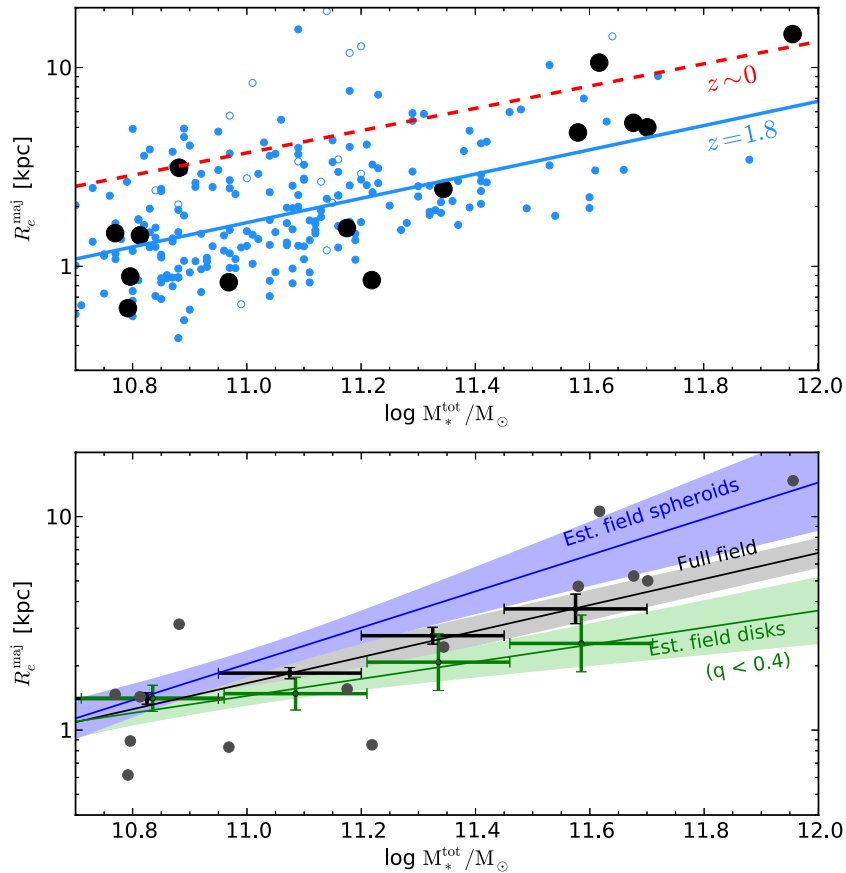 10
1
R_e^maj [kpc]
z ~ 0
z = 1.8
10.8 11.0 11.2 11.4 11.6 11.8 12.0
log M_*^tot/M_⊙
10
1
R_e^maj [kpc]
Est. field spheroids
Full field
Est. field disks
(q < 0.4)
10.8 11.0 11.2 11.4 11.6 11.8 12.0
log M_*^tot/M_⊙